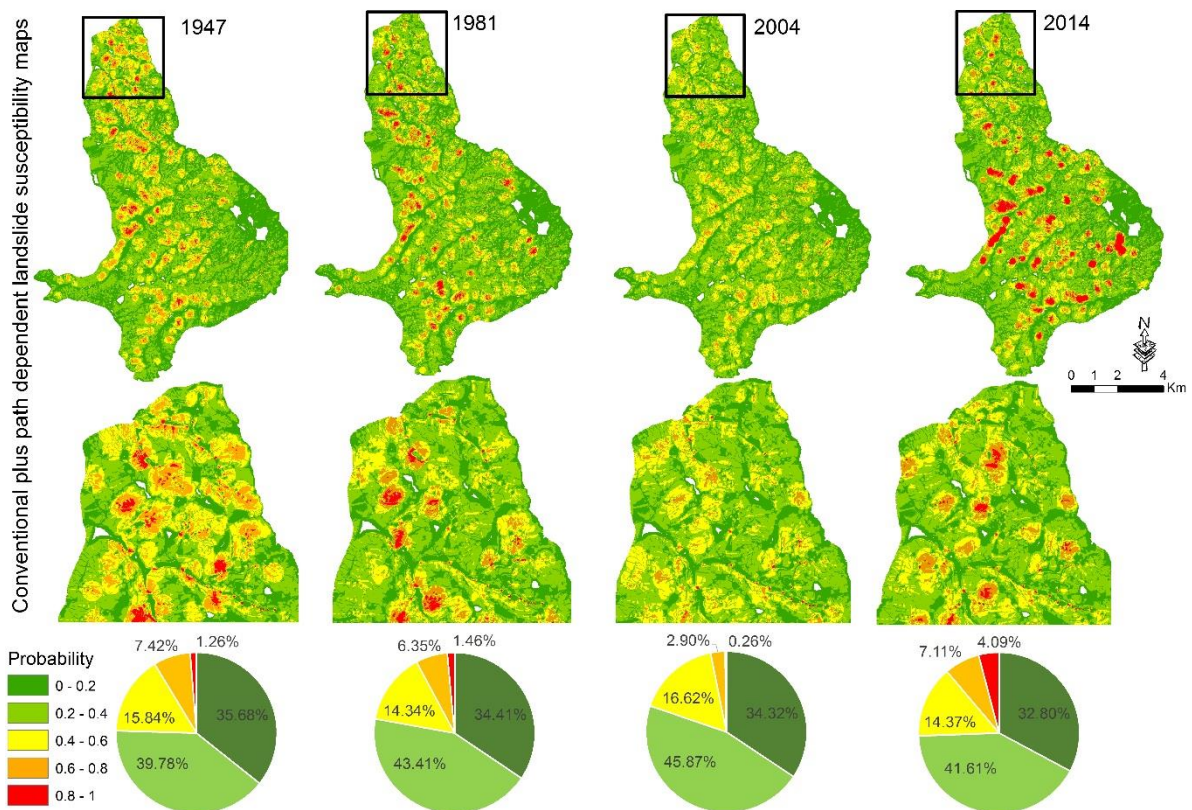 Conventional plus path dependent landslide susceptibility maps
1947
1981
2004
2014
N
0 1 2 4
Km
7.42%
1.26%
35.68%
15.84%
39.78%
6.35%
1.46%
34.41%
14.34%
43.41%
2.90%
0.26%
34.32%
16.62%
45.87%
7.11%
4.09%
32.80%
14.37%
41.61%
Probability
0 - 0.2
0.2 - 0.4
0.4 - 0.6
0.6 - 0.8
0.8 - 1